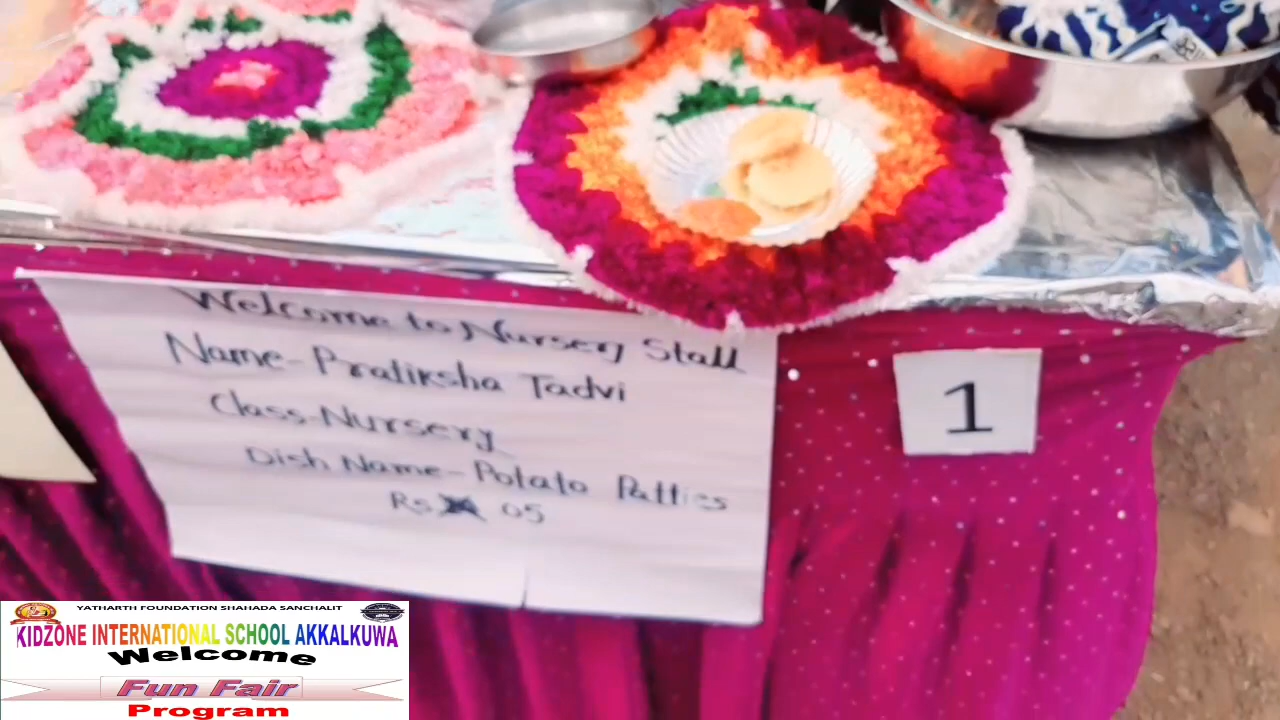 Welcome to Nursery Stall
Name-Pratiksha Tadvi
Class-Nursery
Dish Name-Potato Patties
Rs 05
1
YATHARTH FOUNDATION SHAHADA SANCHALIT
KIDZONE INTERNATIONAL SCHOOL AKKALKUWA
Welcome
Fun Fair
Program